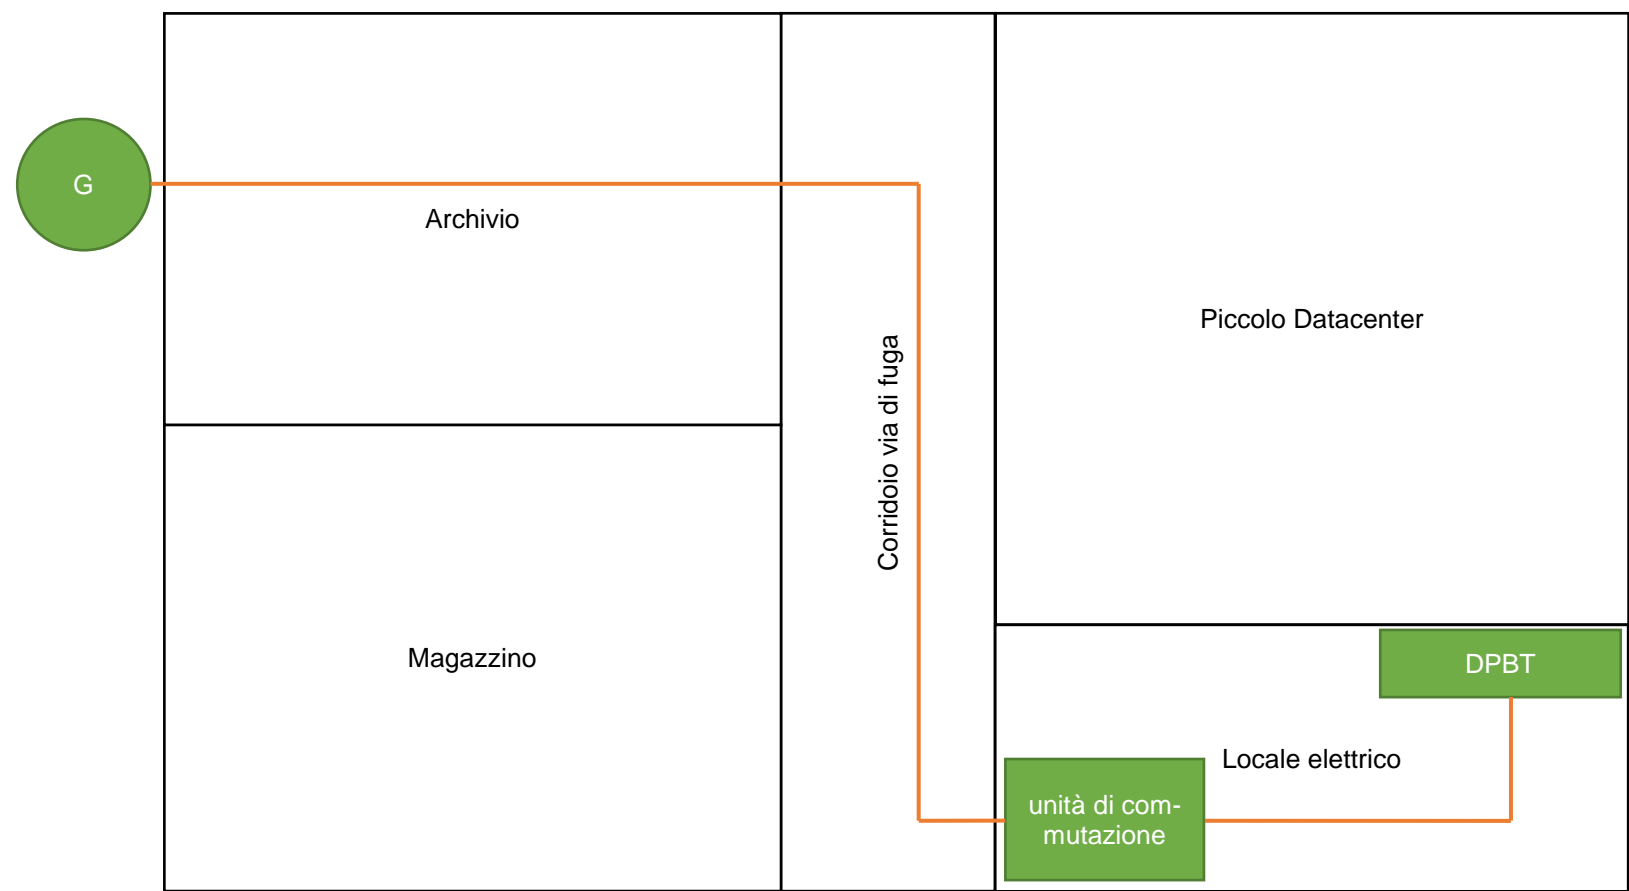 G
Archivio
Corridoio via di fuga
Piccolo Datacenter
Magazzino
DPBT
Locale elettrico
unità di com-
mutazione